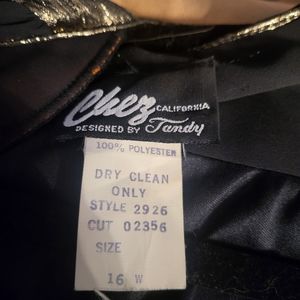 Chez CALIFORNIA
DESIGNED BY Tandy
100% POLYESTER
DRY CLEAN
ONLY
STYLE 2926
CUT 02356
SIZE
16 W